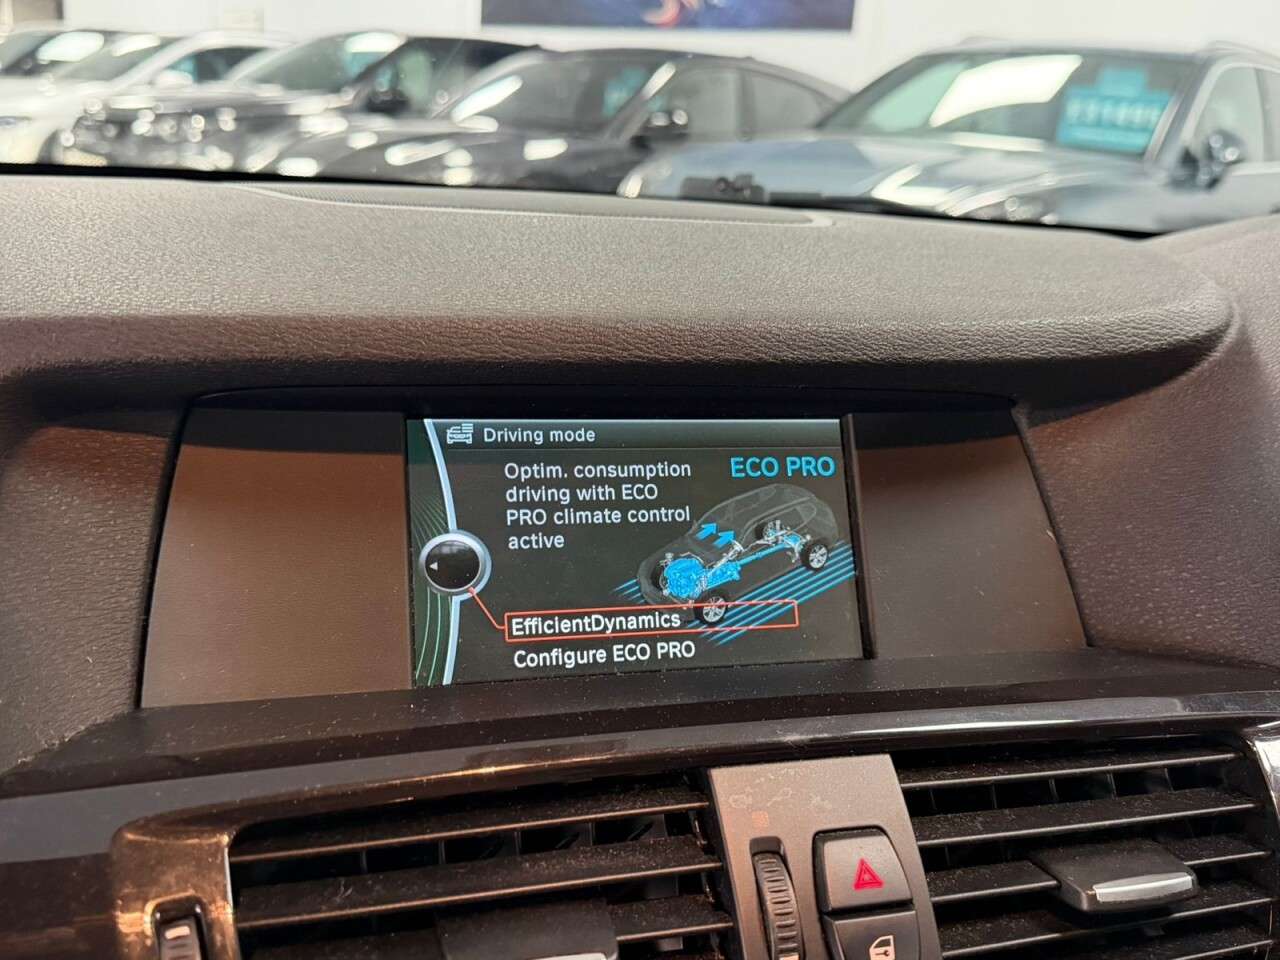 Driving mode
Optim. consumption
driving with ECO
PRO climate control
active
ECO PRO
EfficientDynamics
Configure ECO PRO